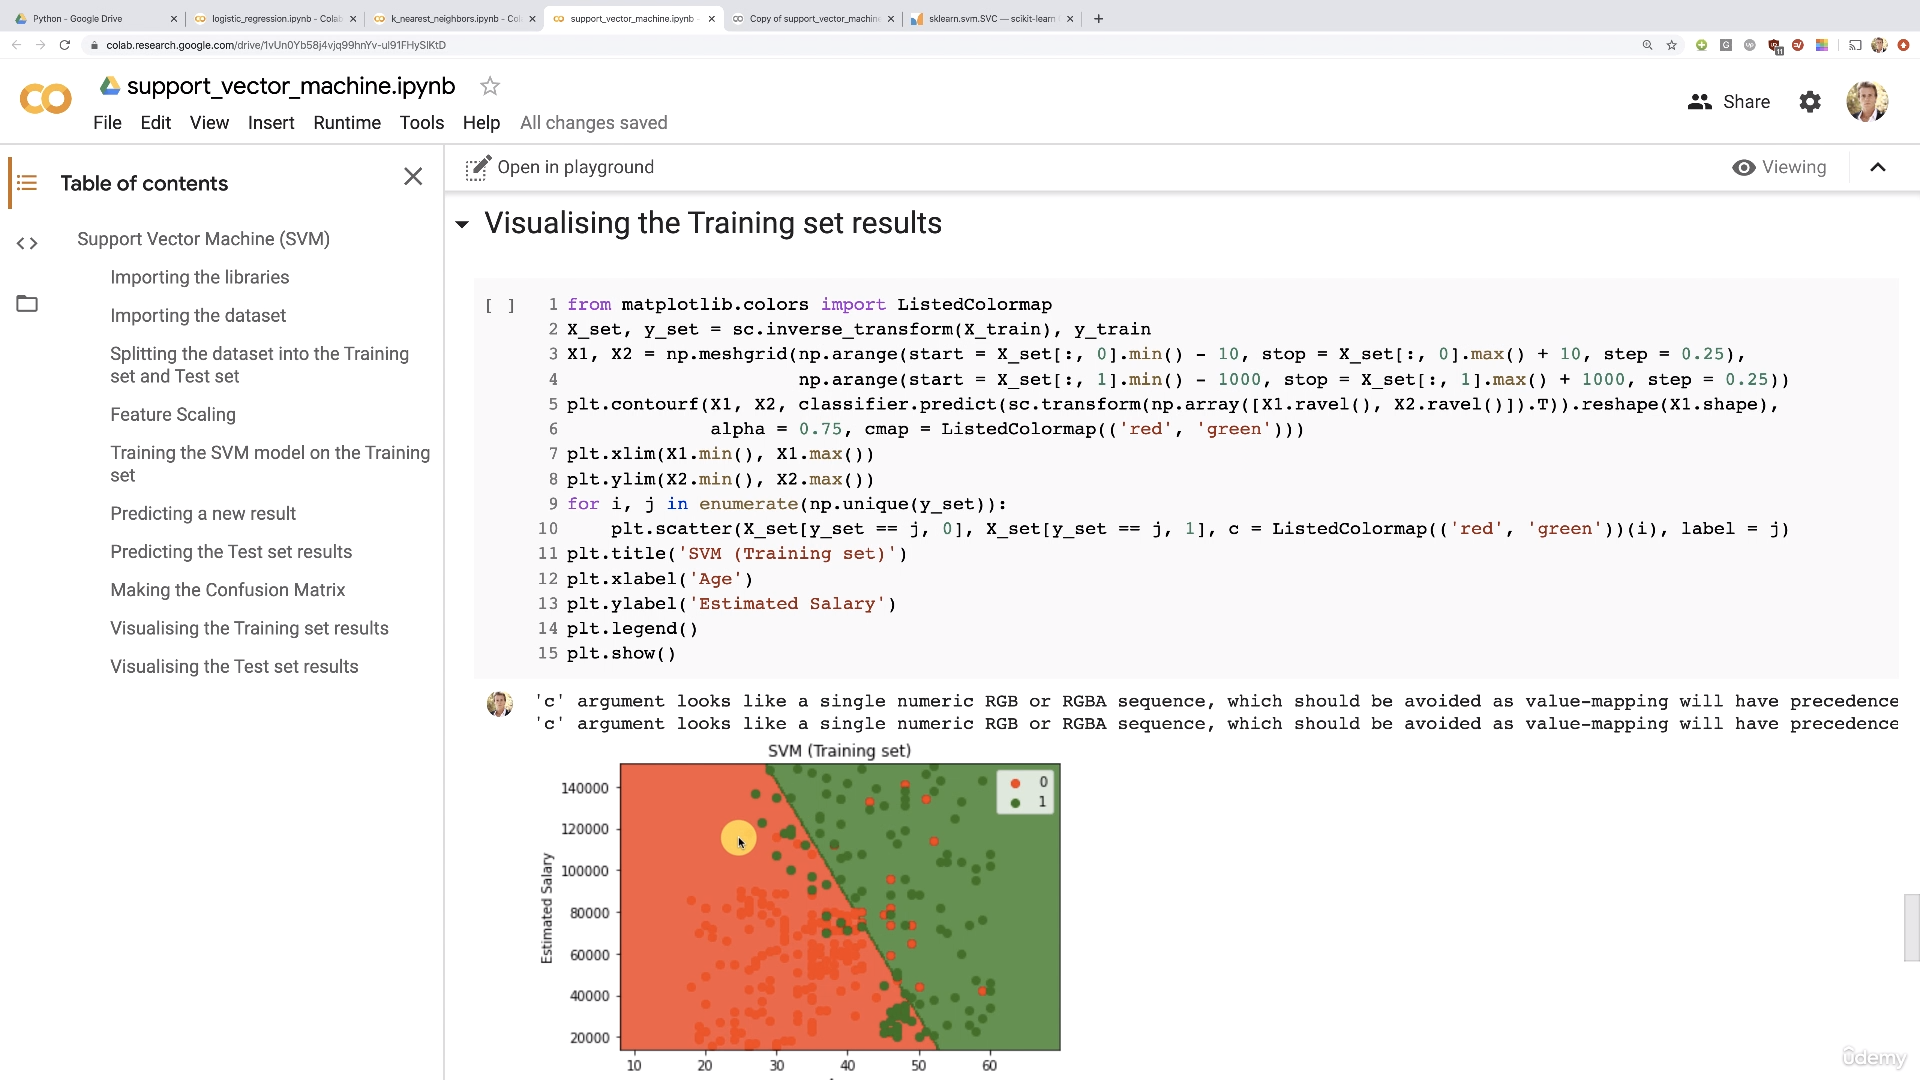 Python - Google Drive
logistic_regression.ipynb - Colab
k_nearest_neighbors.ipynb - Col
support_vector_machine.ipynb -
Copy of support_vector_machine
sklearn.svm.SVC — scikit-learn
colab.research.google.com/drive/1vUn0Yb58j4vjq99hnYv-ul91FHySlKtD
support_vector_machine.ipynb
File Edit View Insert Runtime Tools Help All changes saved
Share
Table of contents
Support Vector Machine (SVM)
Importing the libraries
Importing the dataset
Splitting the dataset into the Training
set and Test set
Feature Scaling
Training the SVM model on the Training
set
Predicting a new result
Predicting the Test set results
Making the Confusion Matrix
Visualising the Training set results
Visualising the Test set results
Open in playground
Viewing
Visualising the Training set results
[ ]
1 from matplotlib.colors import ListedColormap
2 X_set, y_set = sc.inverse_transform(X_train), y_train
3 X1, X2 = np.meshgrid(np.arange(start = X_set[:, 0].min() - 10, stop = X_set[:, 0].max() + 10, step = 0.25),
4 np.arange(start = X_set[:, 1].min() - 1000, stop = X_set[:, 1].max() + 1000, step = 0.25))
5 plt.contourf(X1, X2, classifier.predict(sc.transform(np.array([X1.ravel(), X2.ravel()]).T)).reshape(X1.shape),
6 alpha = 0.75, cmap = ListedColormap(('red', 'green')))
7 plt.xlim(X1.min(), X1.max())
8 plt.ylim(X2.min(), X2.max())
9 for i, j in enumerate(np.unique(y_set)):
10 plt.scatter(X_set[y_set == j, 0], X_set[y_set == j, 1], c = ListedColormap(('red', 'green'))(i), label = j)
11 plt.title('SVM (Training set)')
12 plt.xlabel('Age')
13 plt.ylabel('Estimated Salary')
14 plt.legend()
15 plt.show()
'c' argument looks like a single numeric RGB or RGBA sequence, which should be avoided as value-mapping will have precedence
'c' argument looks like a single numeric RGB or RGBA sequence, which should be avoided as value-mapping will have precedence
SVM (Training set)
0
1
Estimated Salary
140000
120000
100000
80000
60000
40000
20000
10 20 30 40 50 60
ûdemy